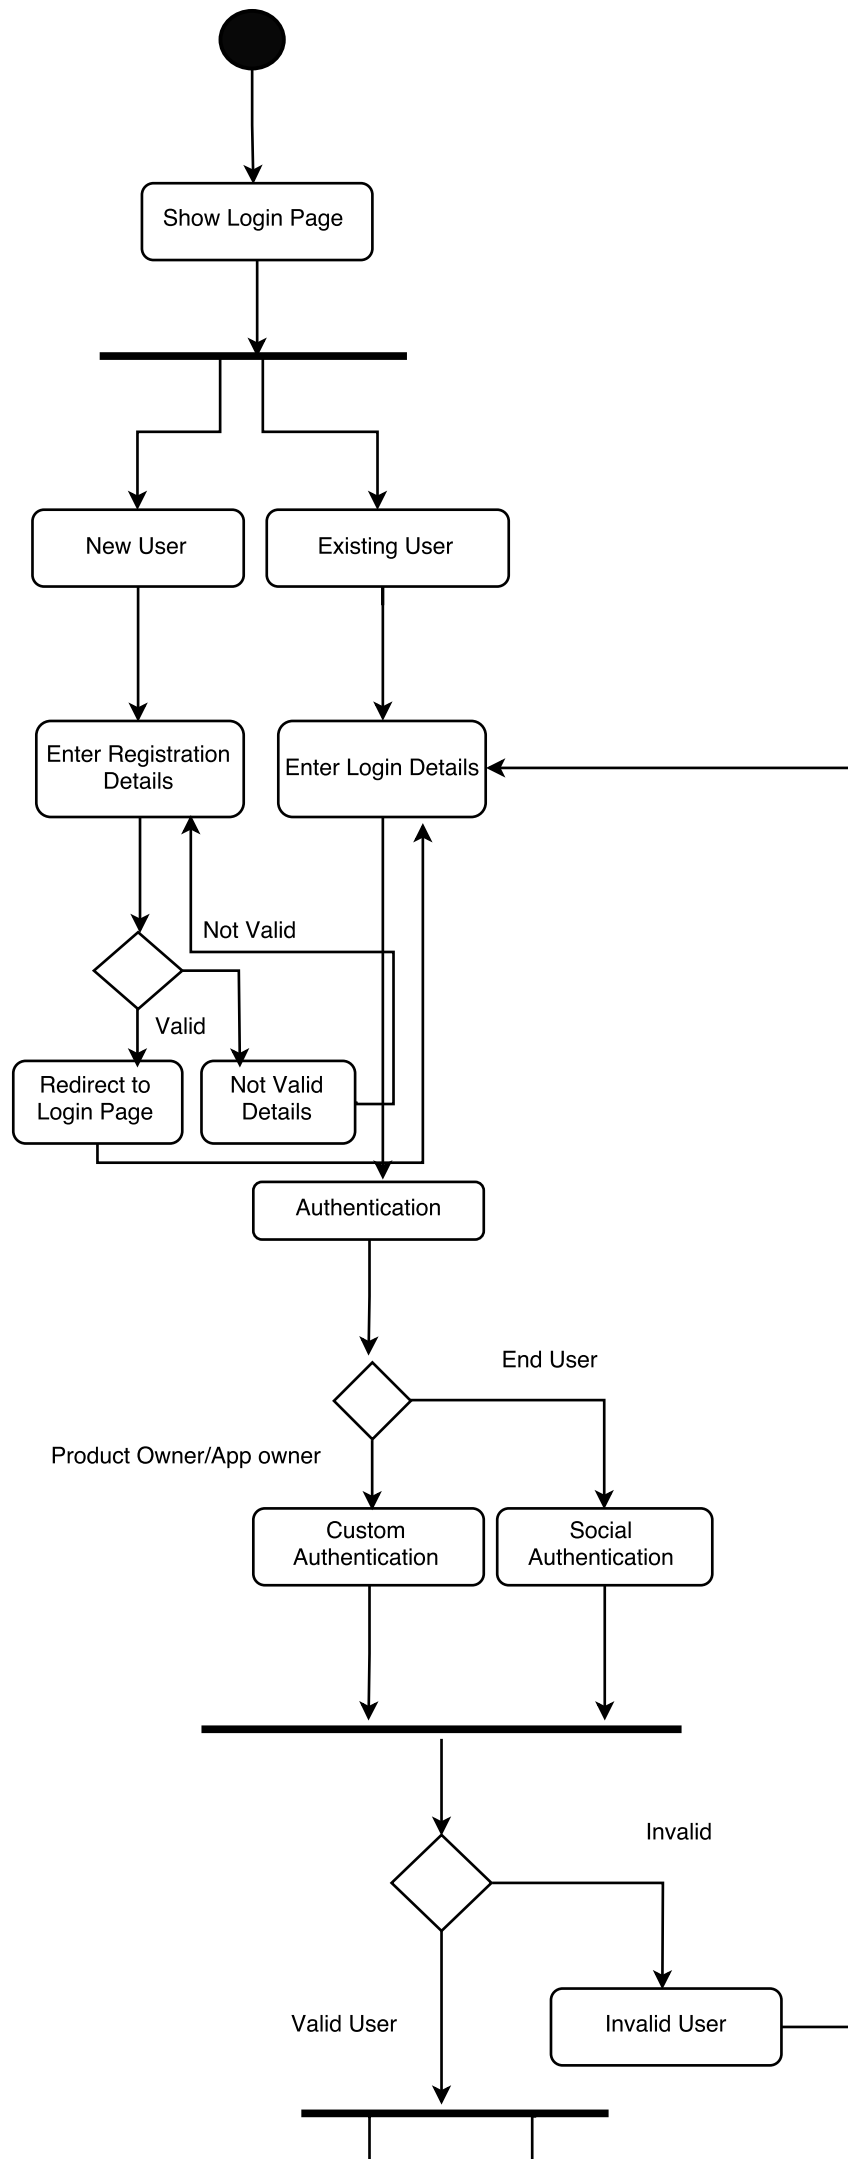 Show Login Page
New User
Existing User
Enter Registration
Details
Enter Login Details
Not Valid
Valid
Redirect to
Login Page
Not Valid
Details
Authentication
End User
Product Owner/App owner
Custom
Authentication
Social
Authentication
Invalid
Valid User
Invalid User